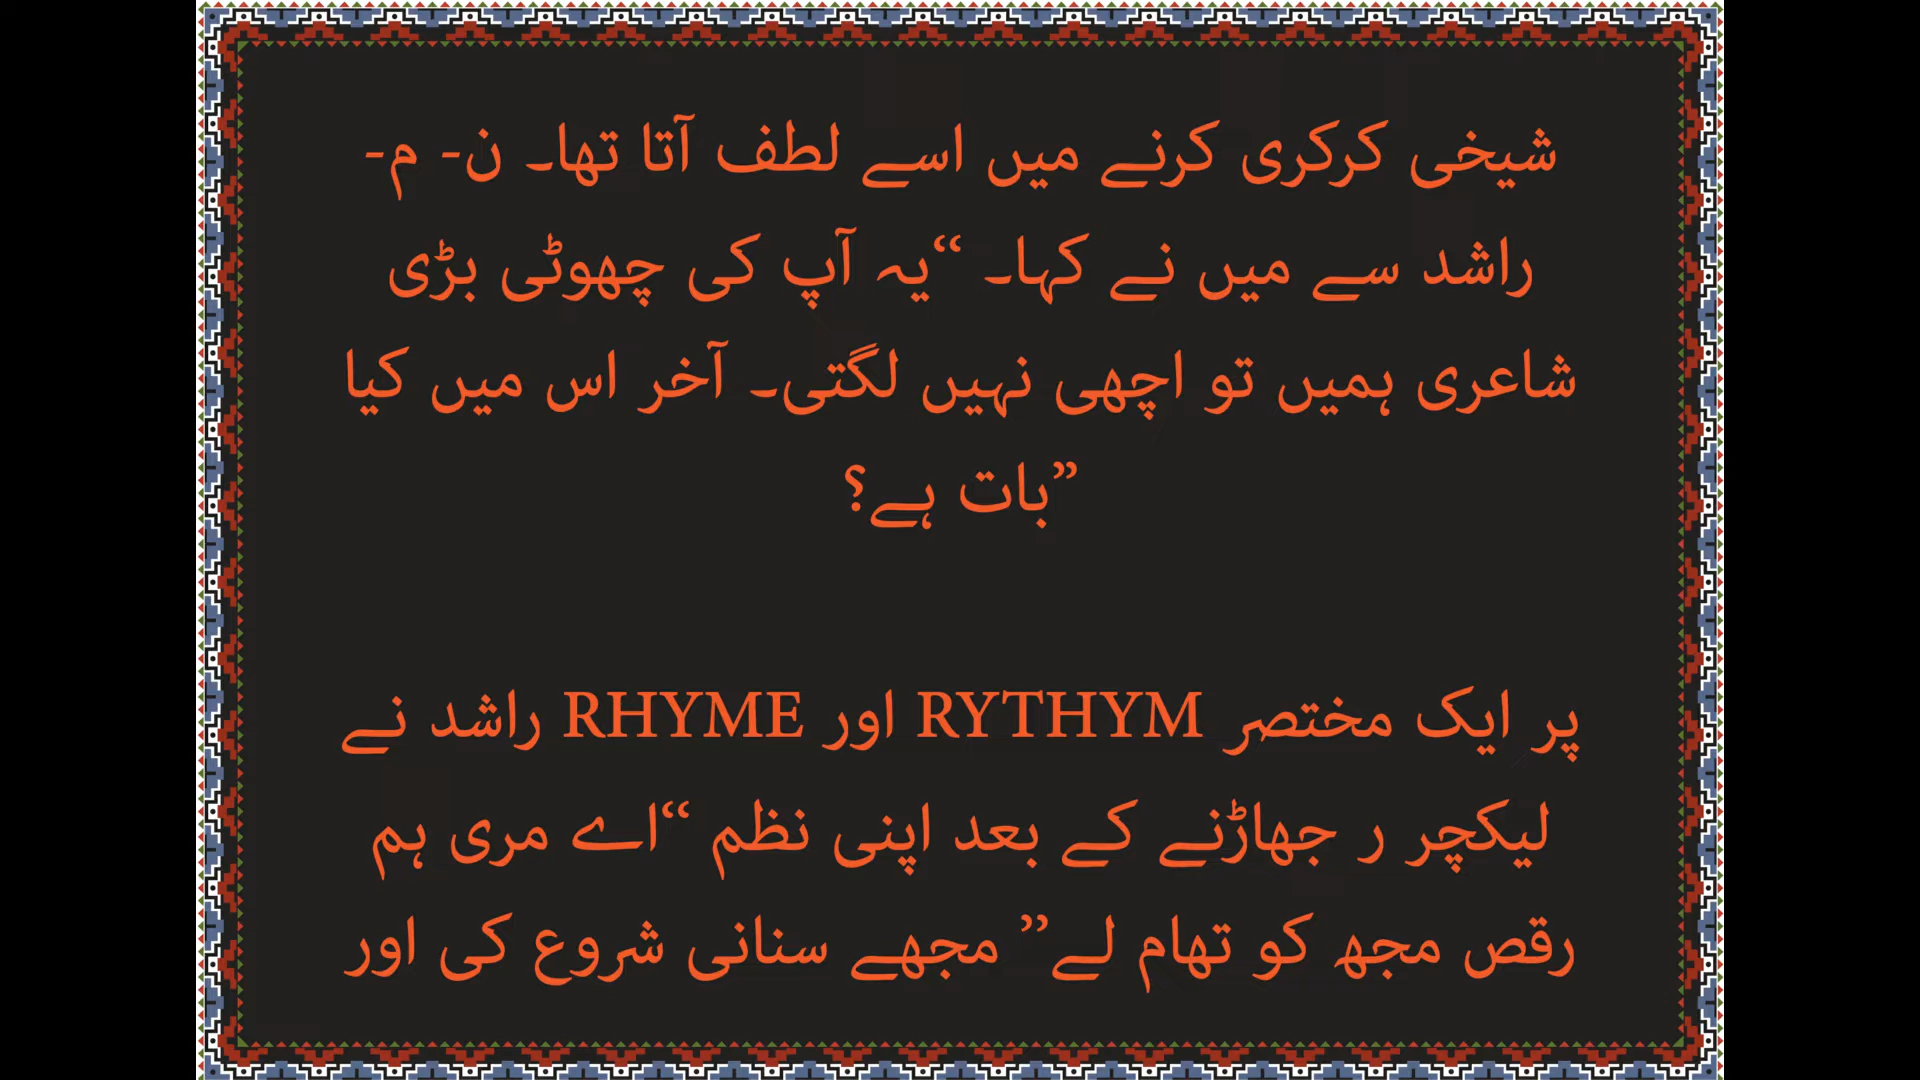 شیخی کرکری کرنے میں اسے لطف آتا تھا۔ ن- م-
راشد سے میں نے کہا۔ “یہ آپ کی چھوٹی بڑی
شاعری ہمیں تو اچھی نہیں لگتی۔ آخر اس میں کیا
”بات ہے؟
پر ایک مختصر RYTHYM اور RHYME راشد نے
لیکچر ر جھاڑنے کے بعد اپنی نظم “اے مری ہم
رقص مجھ کو تھام لے” مجھے سنانی شروع کی اور